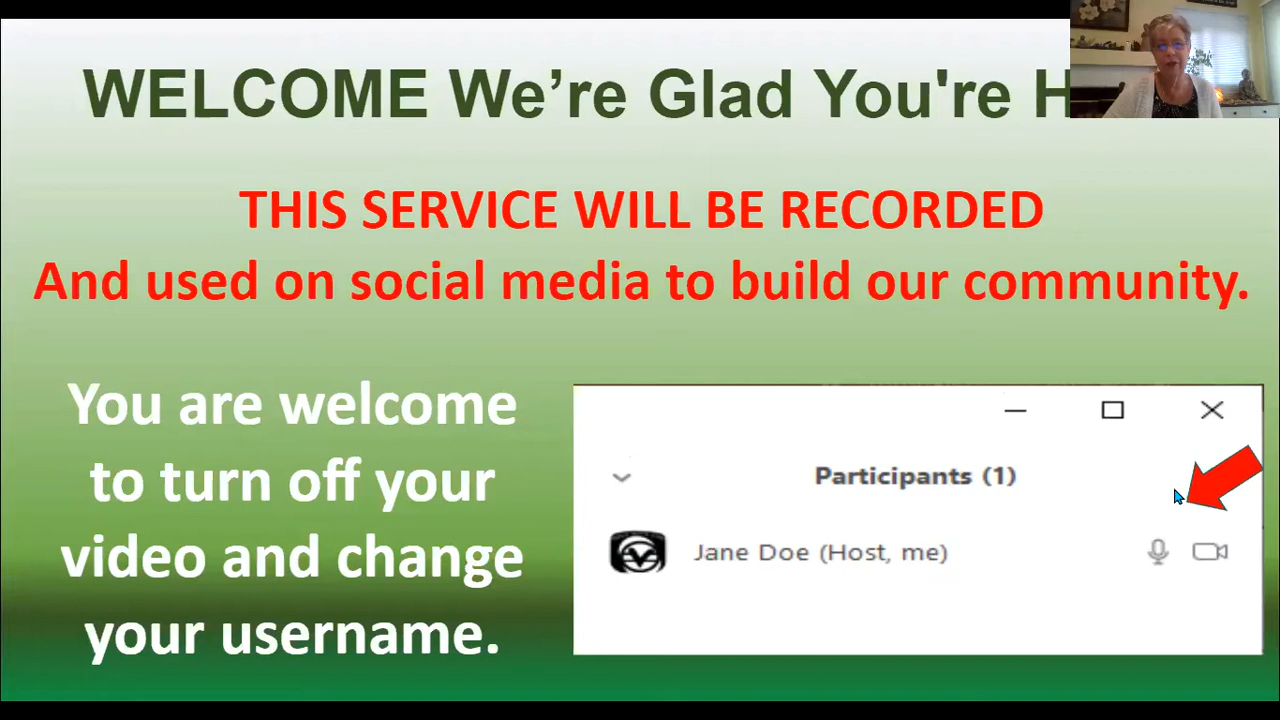 WELCOME We're Glad You're H
THIS SERVICE WILL BE RECORDED
And used on social media to build our community.
You are welcome
to turn off your
video and change
your username.
Participants (1)
Jane Doe (Host, me)